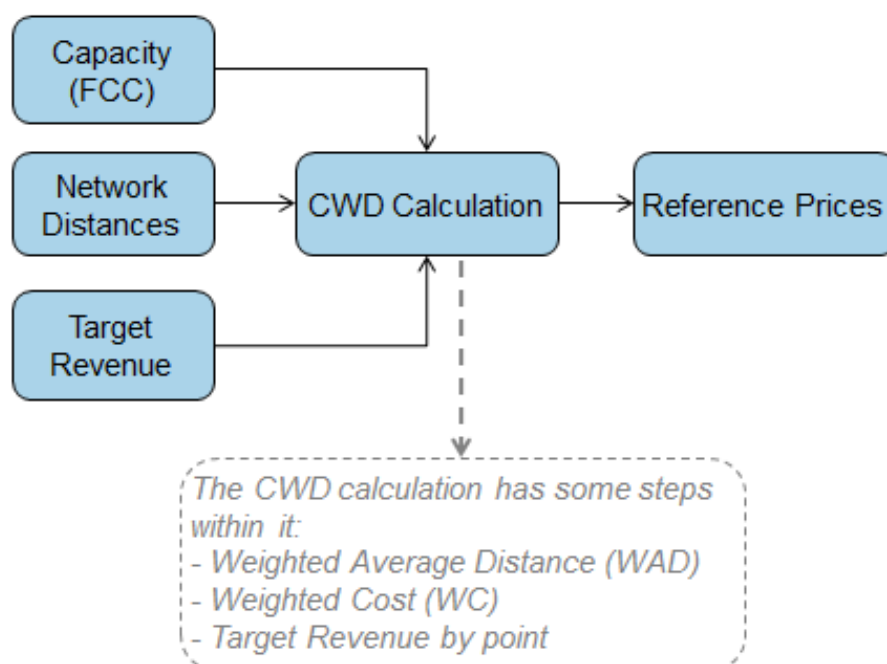 Capacity
(FCC)
Network
Distances
CWD Calculation
Reference Prices
Target
Revenue
The CWD calculation has some steps
within it:
- Weighted Average Distance (WAD)
- Weighted Cost (WC)
- Target Revenue by point